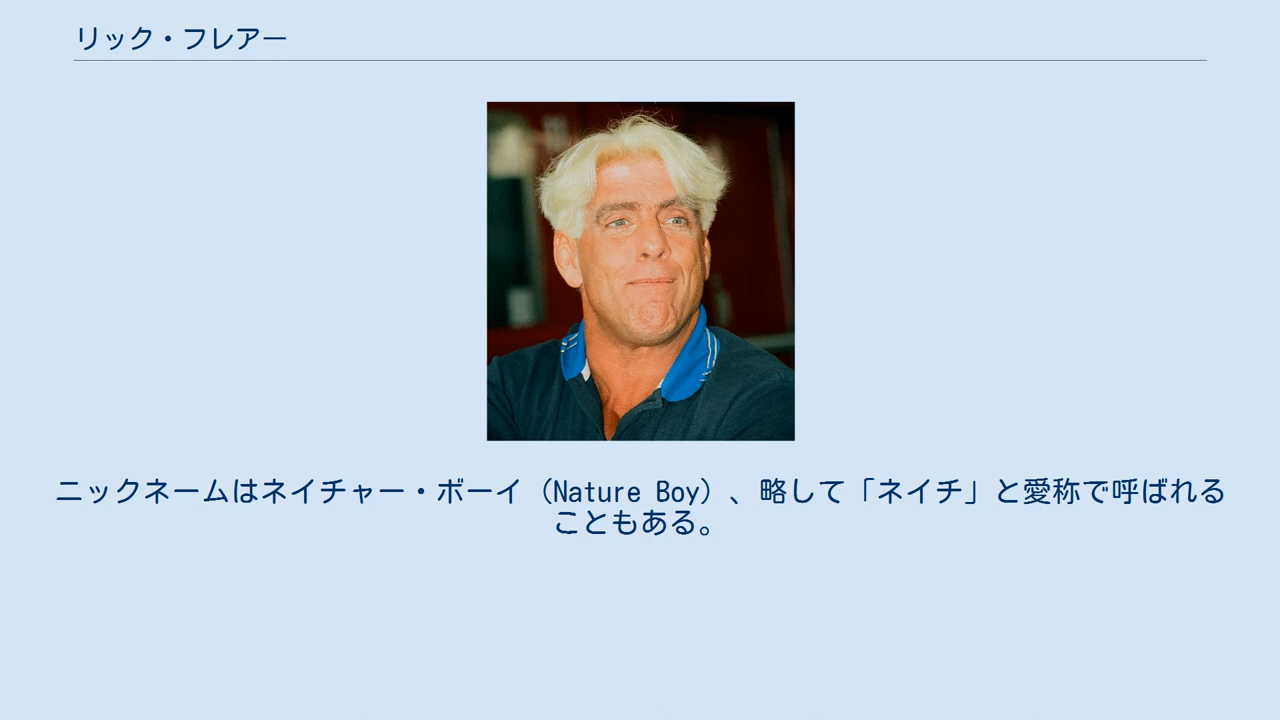 リック・フレアー
ニックネームはネイチャー・ボーイ（Nature Boy）、略して「ネイチ」と愛称で呼ばれる
こともある。